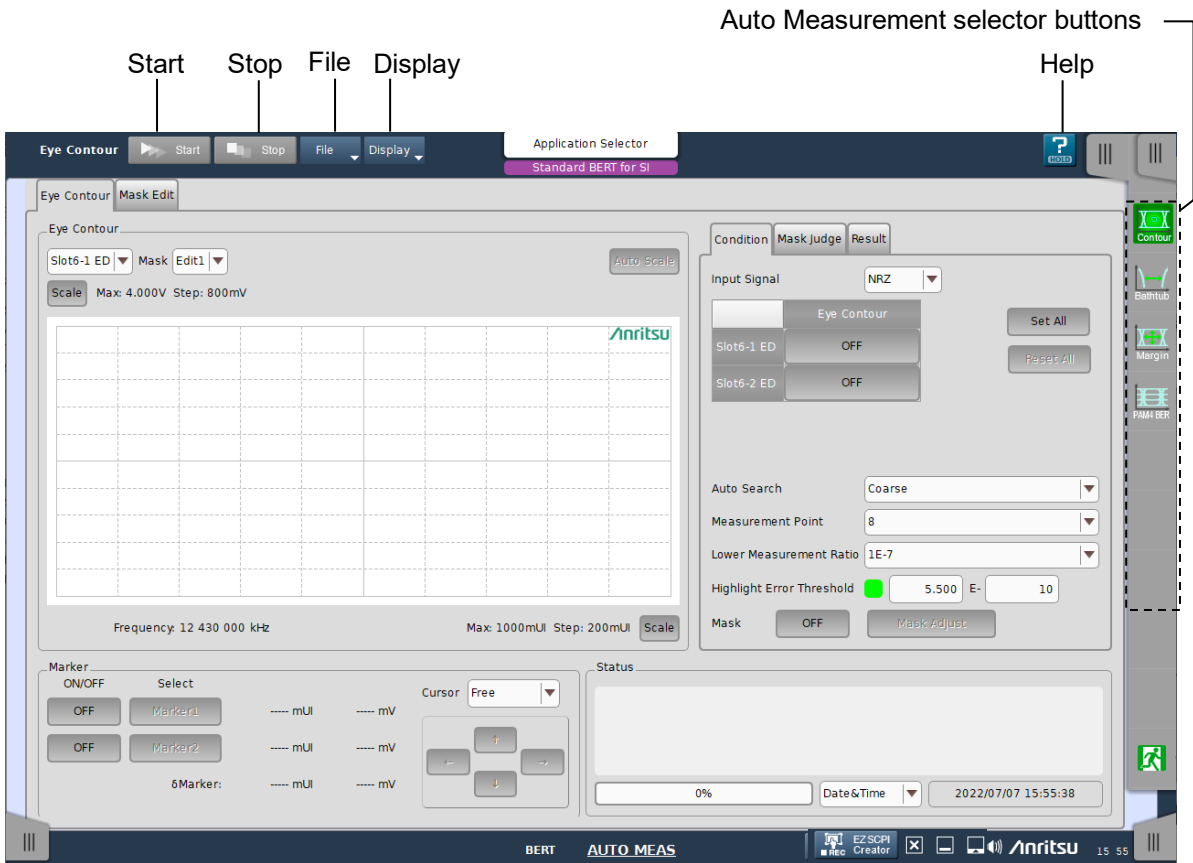 Auto Measurement selector buttons
Start Stop File Display Help
Eye Contour Start Stop File Display Application Selector ? HOLD
Standard BERT for SI
Eye Contour Mask Edit
Eye Contour
Slot6-1 ED Mask Edit1 Auto Scale
Scale Max: 4.000V Step: 800mV
Anritsu
Frequency: 12 430 000 kHz Max: 1000mUI Step: 200mUI Scale
Condition Mask Judge Result
Input Signal NRZ
Eye Contour
Set All
Slot6-1 ED OFF
Reset All
Slot6-2 ED OFF
Auto Search Coarse
Measurement Point 8
Lower Measurement Ratio 1E-7
Highlight Error Threshold 5.500 E- 10
Mask OFF Mask Adjust
Contour
Bathtub
Margin
PAM4 BER
Marker
ON/OFF Select
Cursor Free
OFF Marker1 ----- mUI ----- mV
OFF Marker2 ----- mUI ----- mV
δMarker: ----- mUI ----- mV
↑
← →
↓
Status
0% Date&Time 2022/07/07 15:55:38
BERT AUTO MEAS REC EZ SCPI Creator Anritsu 15 55